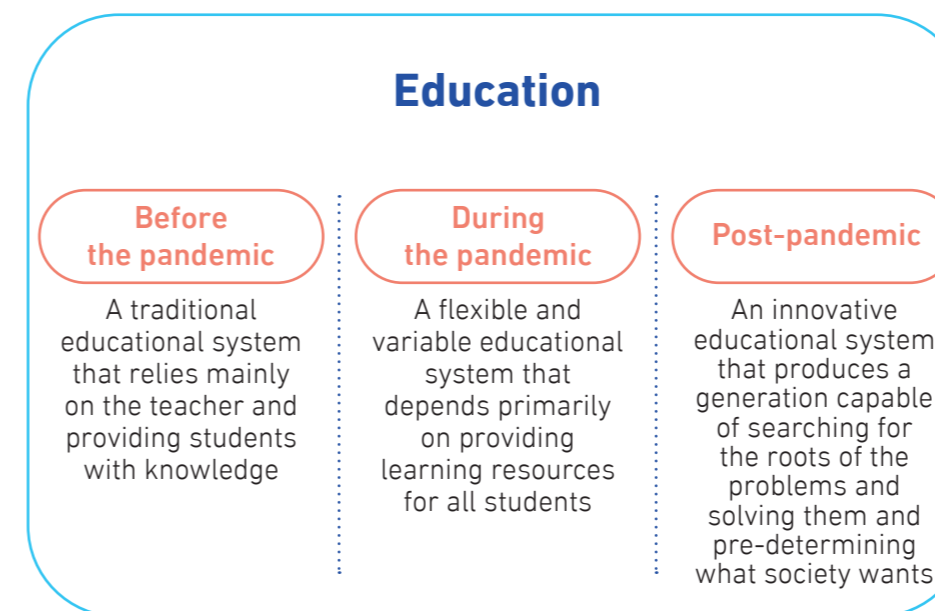 Education
Before
the pandemic
A traditional
educational system
that relies mainly
on the teacher and
providing students
with knowledge
During
the pandemic
A flexible and
variable educational
system that
depends primarily
on providing
learning resources
for all students
Post-pandemic
An innovative
educational system
that produces a
generation capable
of searching for
the roots of the
problems and
solving them and
pre-determining
what society wants